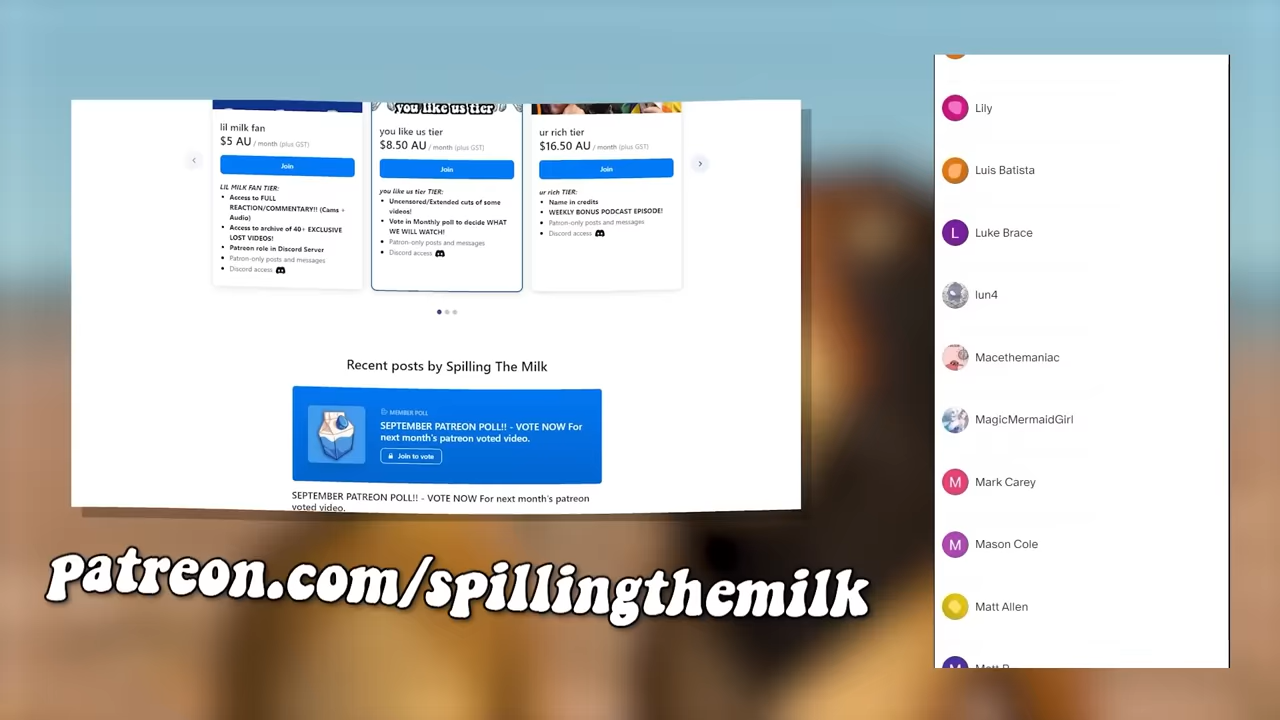 you like us tier
lil milk fan
$5 AU / month (plus GST)
Join
LIL MILK FAN TIER:
Access to FULL
REACTION/COMMENTARY!! (Cams +
Audio)
Access to archive of 40+ EXCLUSIVE
LOST VIDEOS!
Patreon role in Discord Server
Patron-only posts and messages
Discord access
you like us tier
$8.50 AU / month (plus GST)
Join
you like us tier TIER:
Uncensored/Extended cuts of some
videos!
Vote in Monthly poll to decide WHAT
WE WILL WATCH!
Patron-only posts and messages
Discord access
ur rich tier
$16.50 AU / month (plus GST)
Join
ur rich TIER:
Name in credits
WEEKLY BONUS PODCAST EPISODE!
Patron-only posts and messages
Discord access
Recent posts by Spilling The Milk
MEMBER POLL
SEPTEMBER PATREON POLL!! - VOTE NOW For
next month's patreon voted video.
Join to vote
SEPTEMBER PATREON POLL!! - VOTE NOW For next month's patreon
voted video.
patreon.com/spillingthemilk
Lily
Luis Batista
L
Luke Brace
lun4
Macethemaniac
MagicMermaidGirl
M
Mark Carey
M
Mason Cole
Matt Allen
M